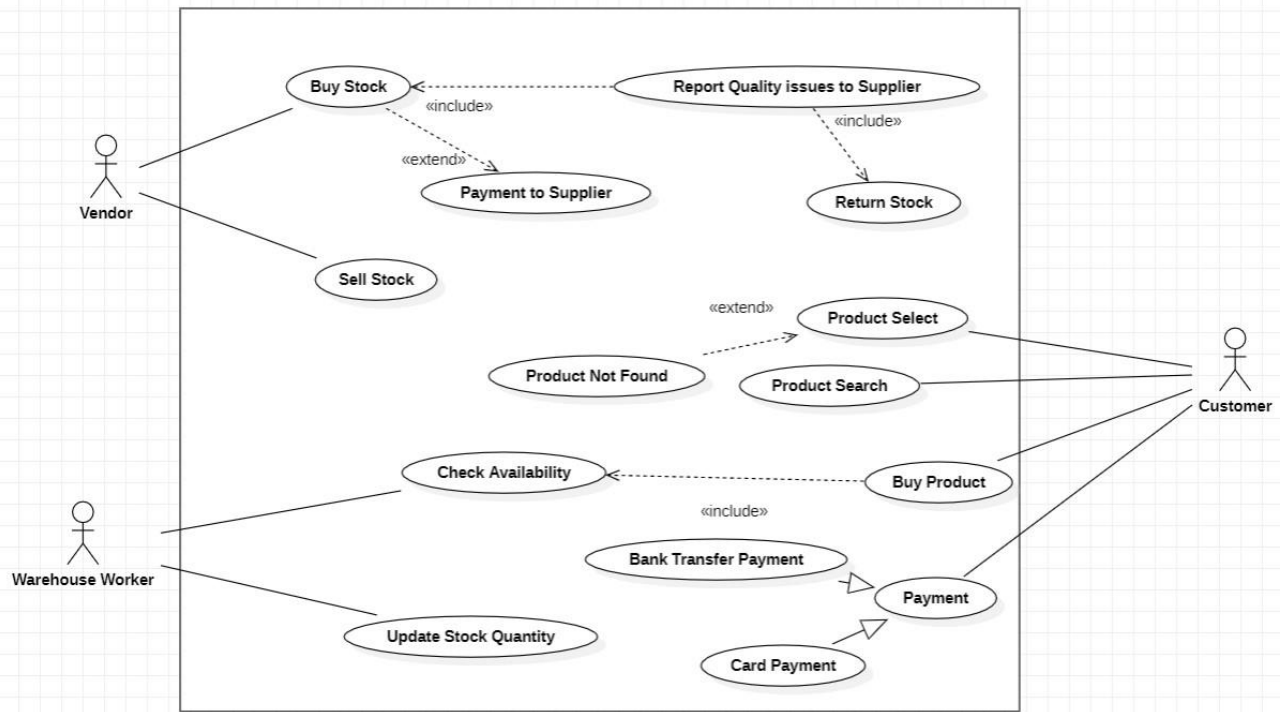 Buy Stock
Report Quality issues to Supplier
«include»
«include»
«extend»
Payment to Supplier
Return Stock
Vendor
Sell Stock
«extend»
Product Select
Product Not Found
Product Search
Customer
Check Availability
Buy Product
«include»
Bank Transfer Payment
Warehouse Worker
Payment
Update Stock Quantity
Card Payment